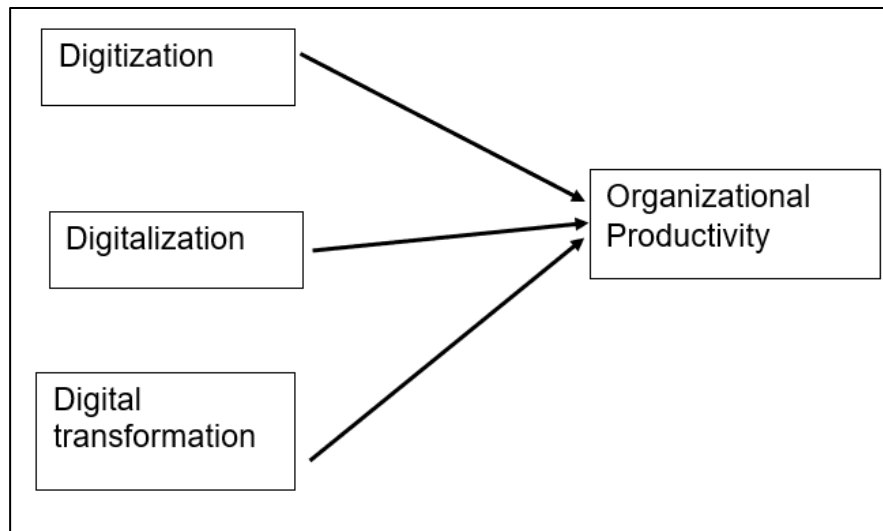 Digitization
Digitalization
Organizational
Productivity
Digital
transformation